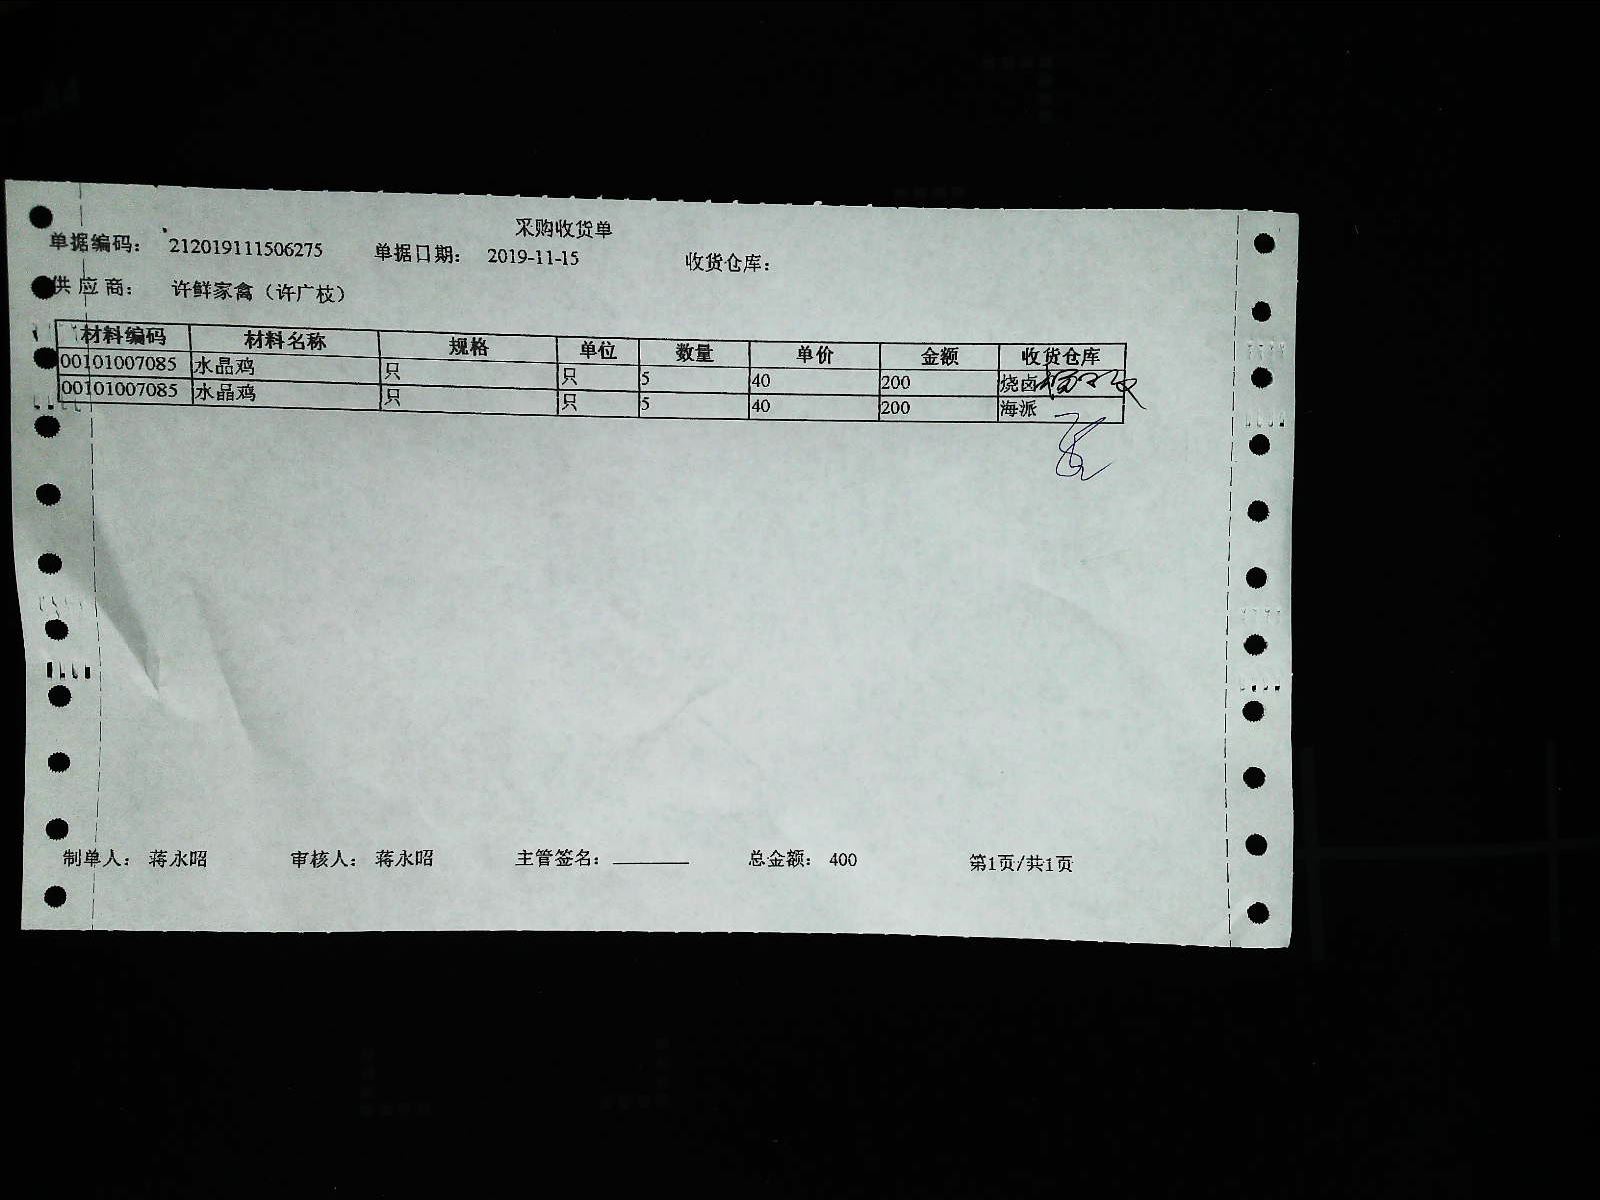 采购收货单
单据编码： 212019111506275 单据日期： 2019-11-15 收货仓库：
供应商： 许鲜家禽（许广枝）
材料编码 材料名称 规格 单位 数量 单价 金额 收货仓库
00101007085 水晶鸡 只 只 5 40 200 烧卤
00101007085 水晶鸡 只 只 5 40 200 海派
制单人： 蒋永昭 审核人： 蒋永昭 主管签名： 总金额： 400 第1页/共1页